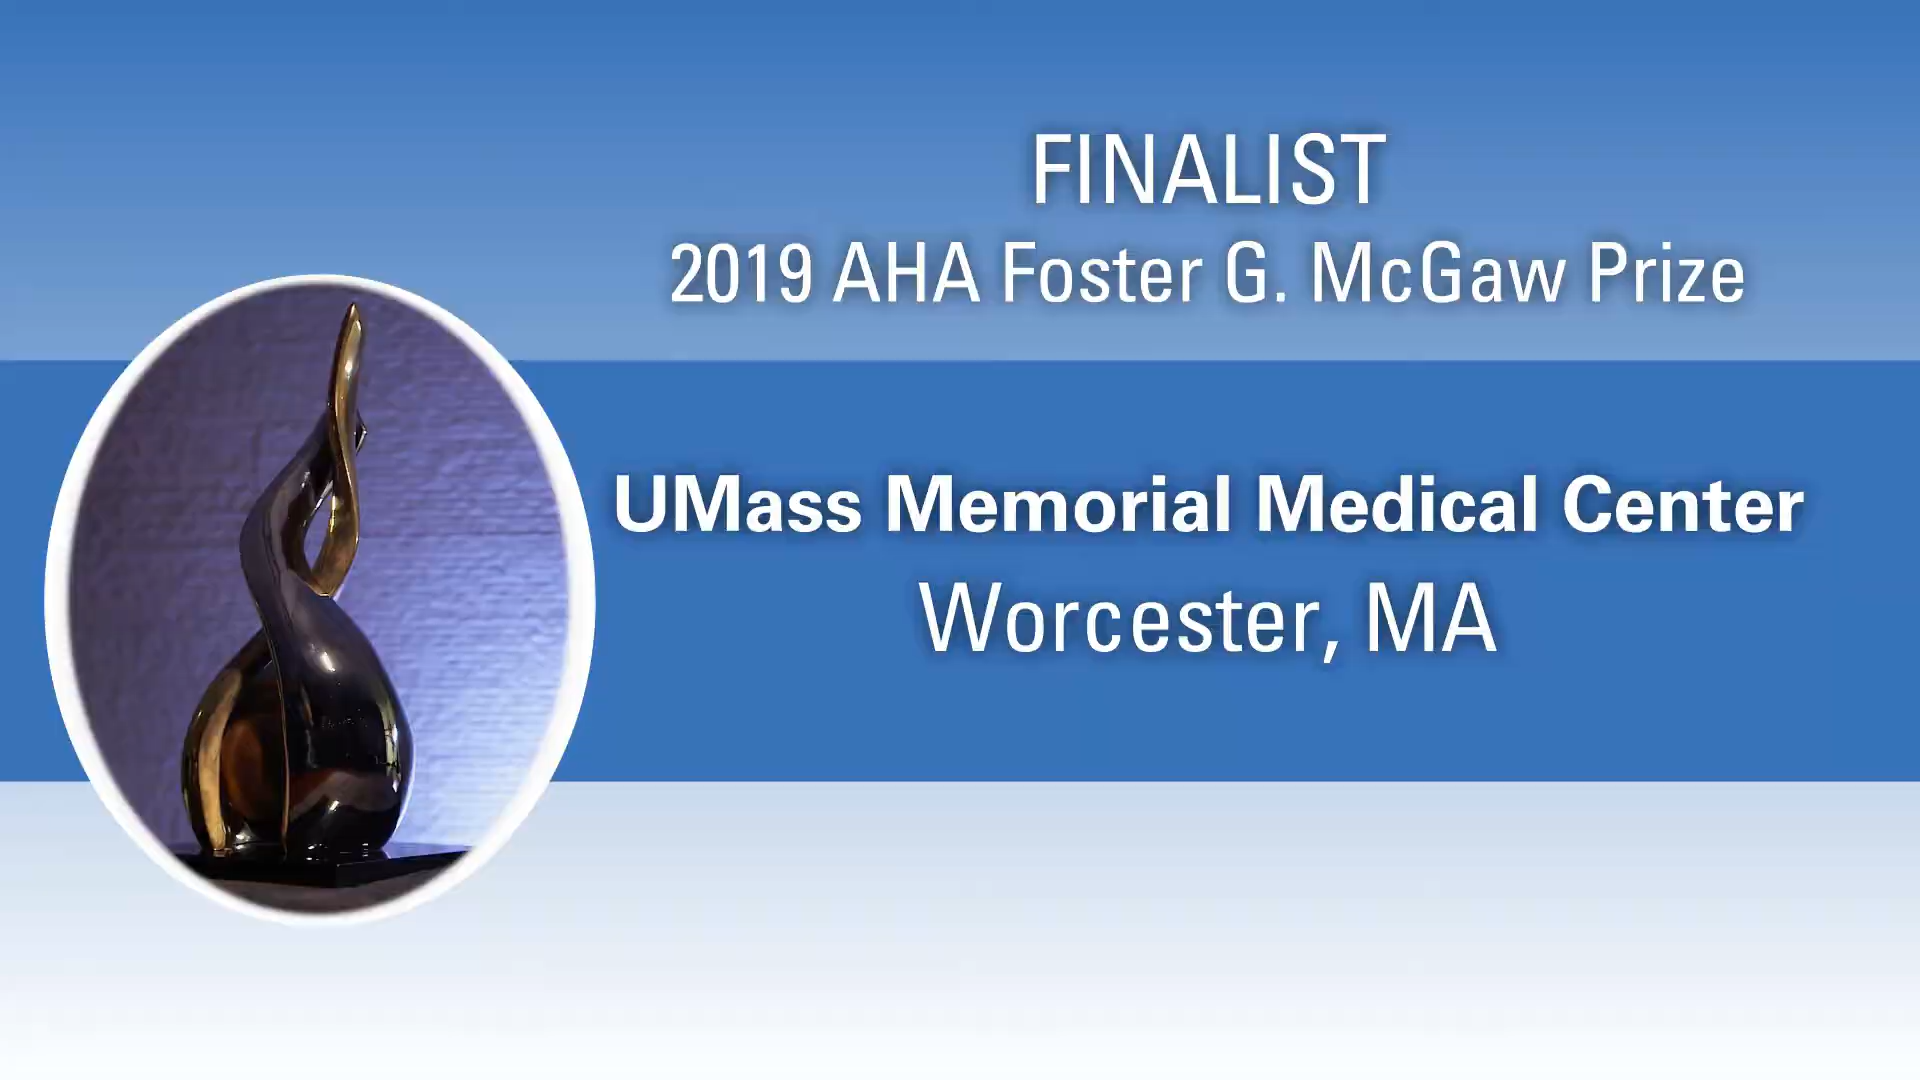 FINALIST
2019 AHA Foster G. McGaw Prize
UMass Memorial Medical Center
Worcester, MA